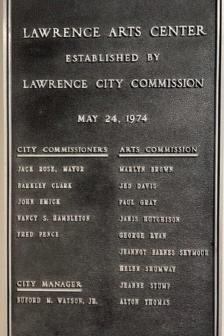 LAWRENCE ARTS CENTER
ESTABLISHED BY
LAWRENCE CITY COMMISSION
MAY 24, 1974
CITY COMMISSIONERS
JACK ROSE, MAYOR
BARKLEY CLARK
JOHN EMICK
NANCY S. HAMBLETON
FRED PENCE
CITY MANAGER
BUFORD M. WATSON, JR.
ARTS COMMISSION
MARLYN BROWN
JED DAVIS
PAUL GRAY
JANIS HUTCHISON
GEORGE RYAN
JEANNOT BARNES SEYMOUR
HELEN SHUMWAY
JEANNE STUMP
ALTON THOMAS